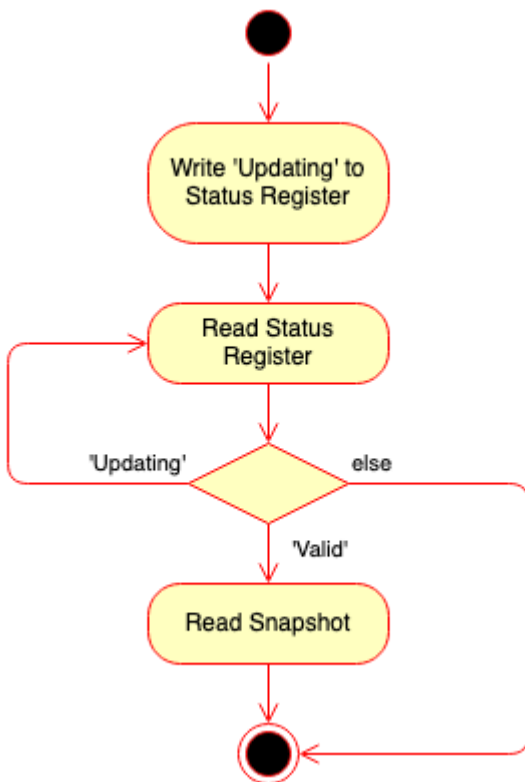 Write 'Updating' to
Status Register
Read Status
Register
'Updating'
else
'Valid'
Read Snapshot